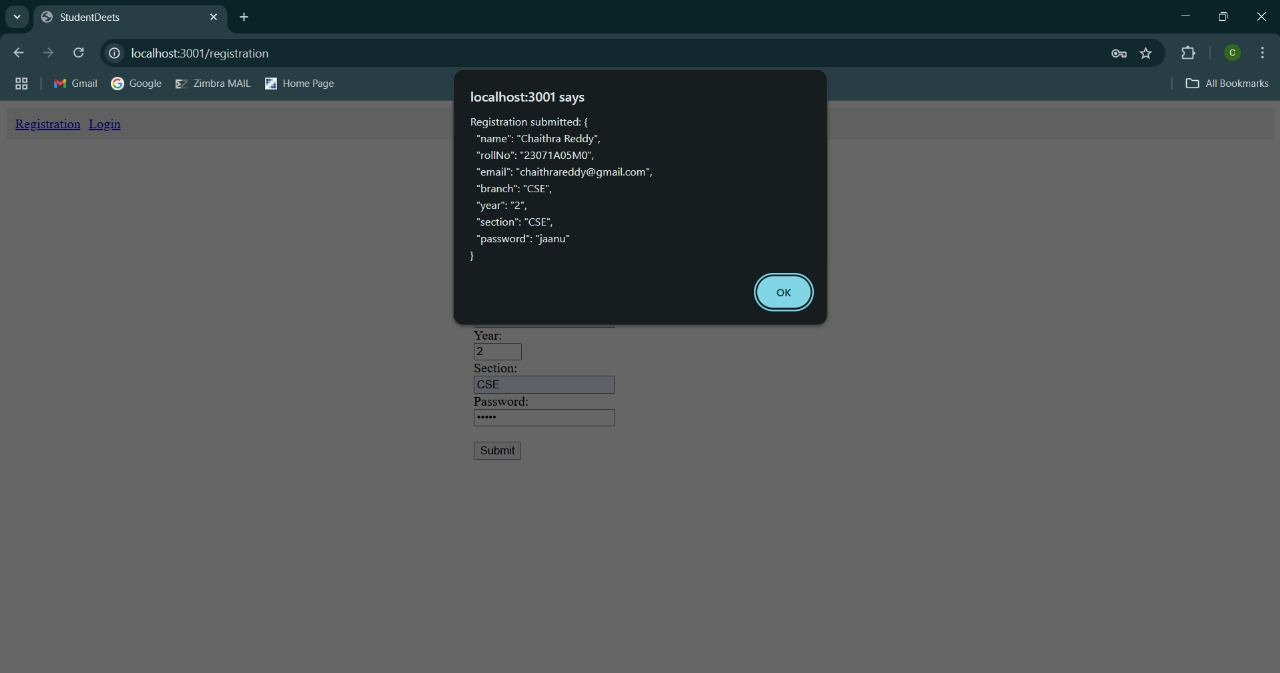 StudentDeets
localhost:3001/registration
C
Gmail
Google
Zimbra MAIL
Home Page
All Bookmarks
Registration Login
localhost:3001 says
Registration submitted: {
"name": "Chaithra Reddy",
"rollNo": "23071A05M0",
"email": "chaithrareddy@gmail.com",
"branch": "CSE",
"year": "2",
"section": "CSE",
"password": "jaanu"
}
OK
Year:
2
Section:
CSE
Password:
•••••
Submit